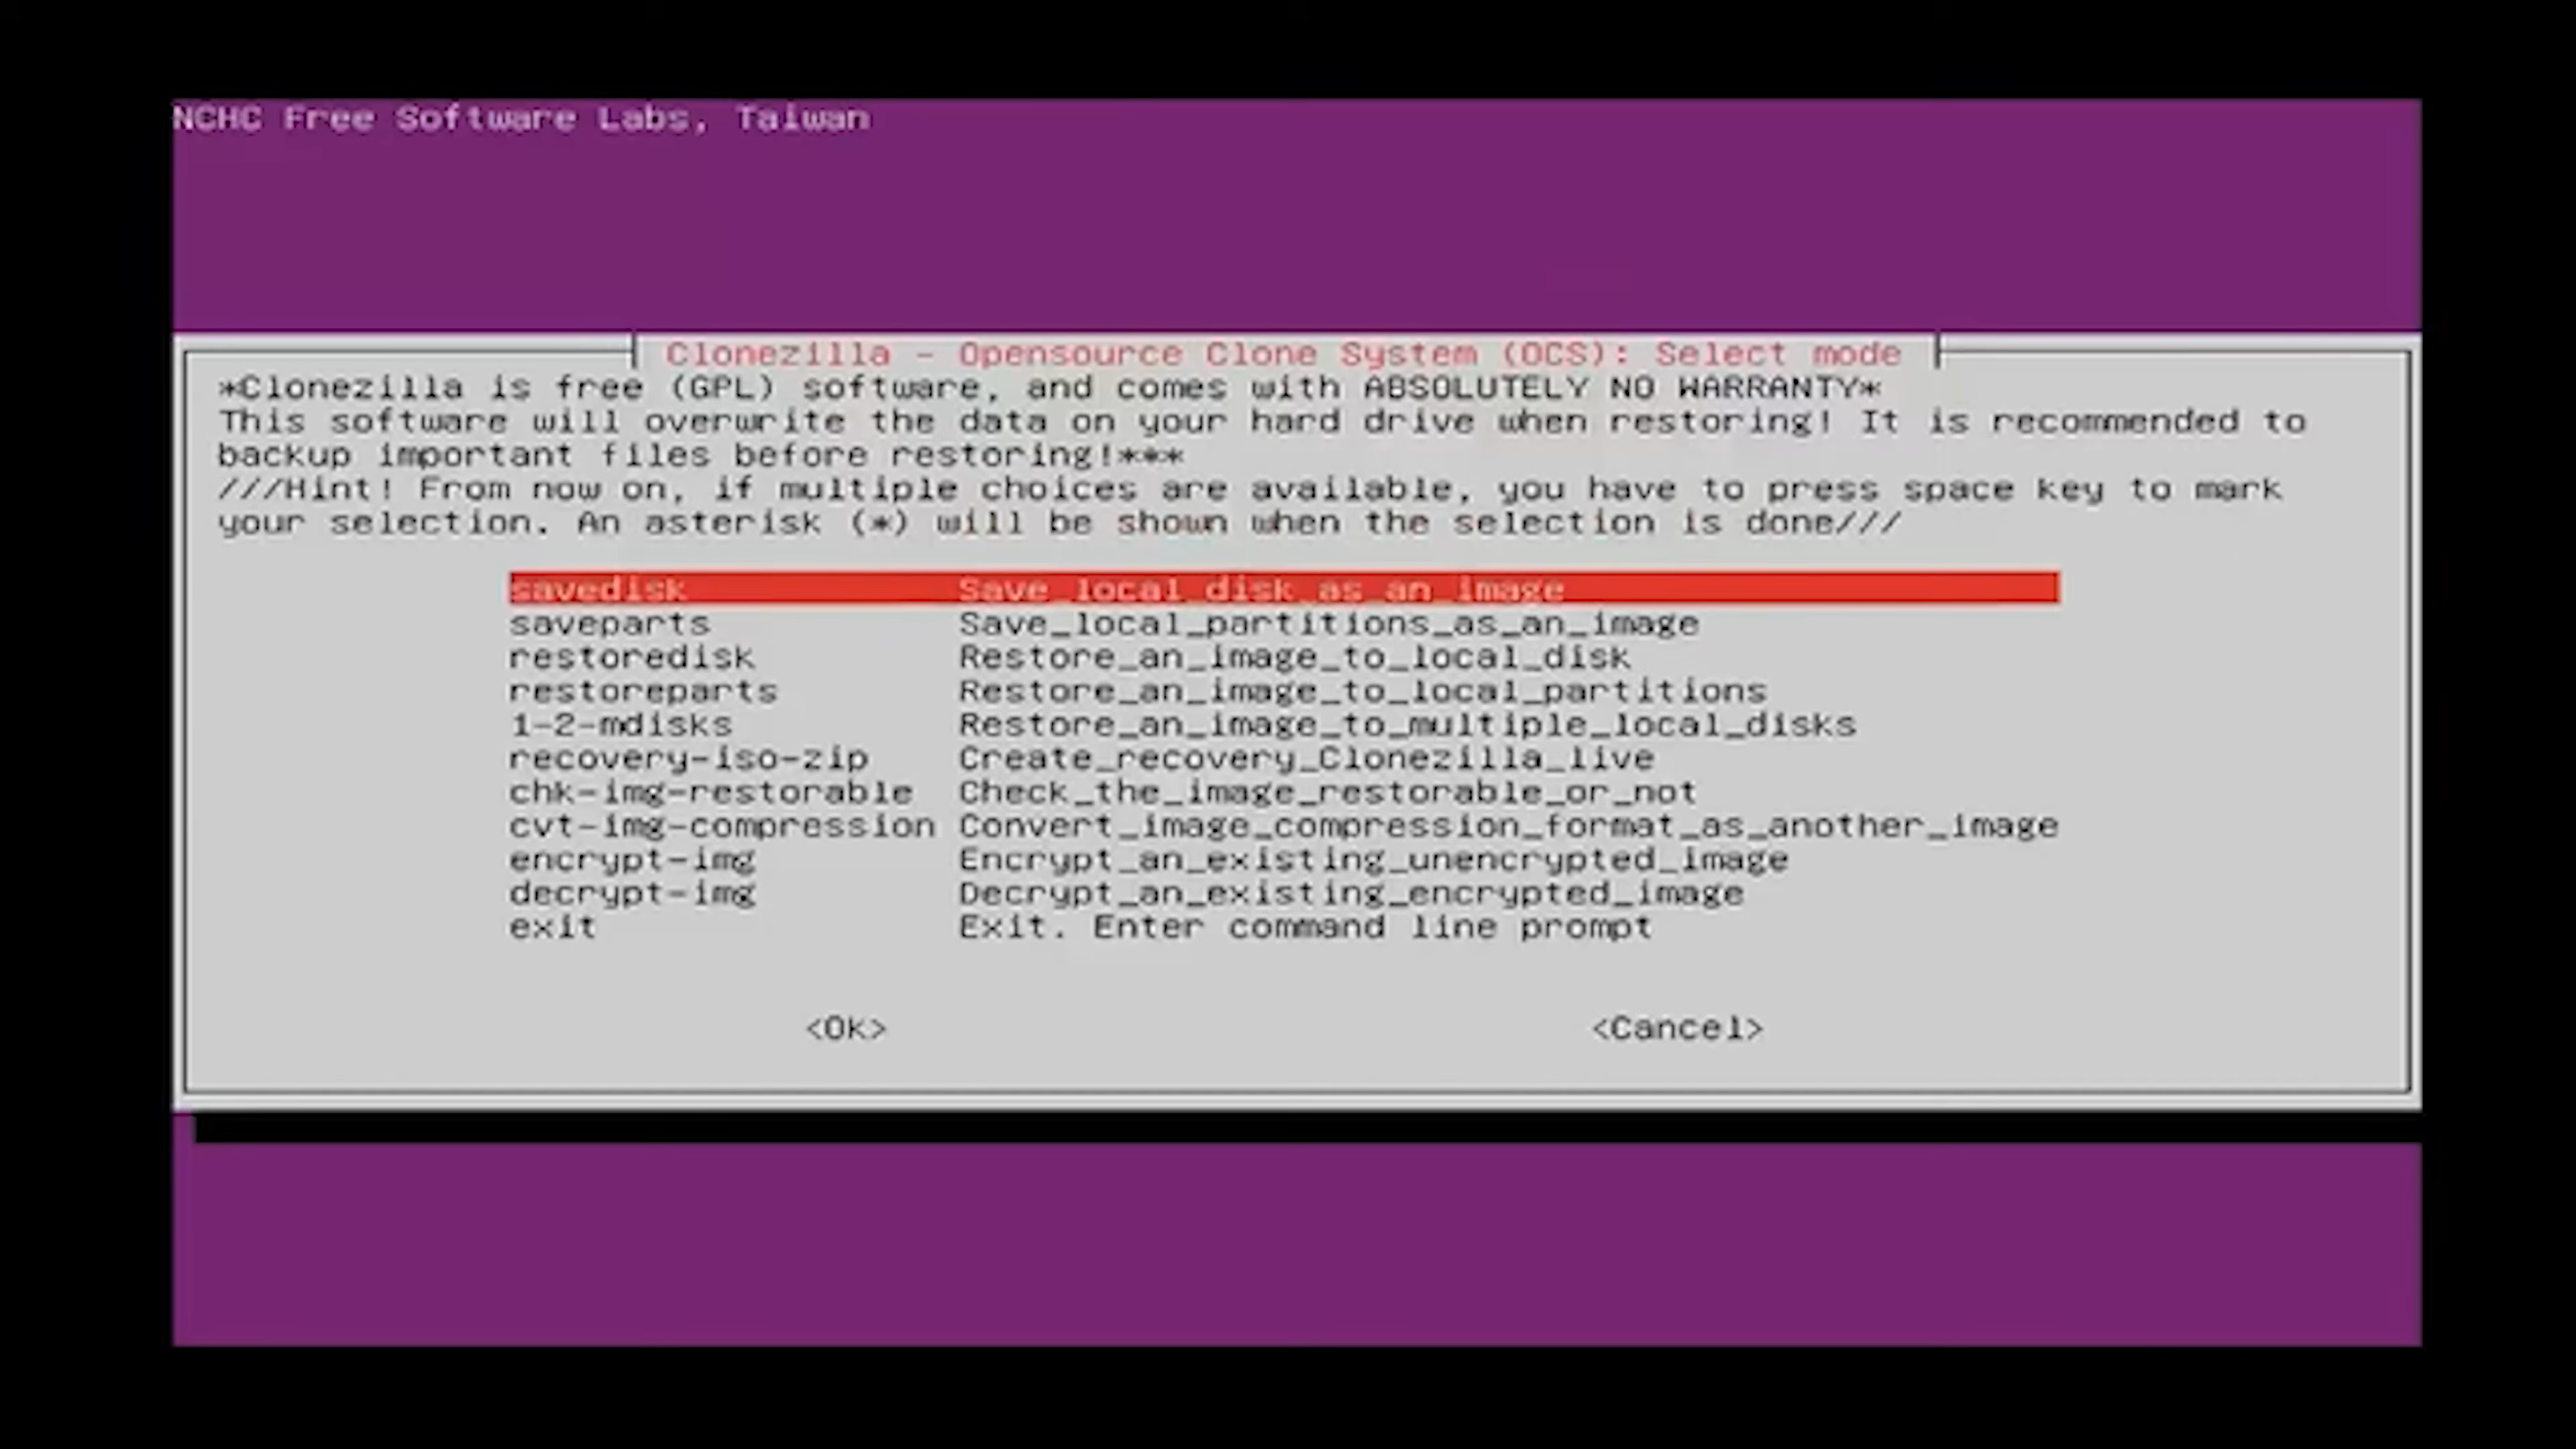 NCHC Free Software Labs, Taiwan
Clonezilla - Opensource Clone System (OCS): Select mode
*Clonezilla is free (GPL) software, and comes with ABSOLUTELY NO WARRANTY*
This software will overwrite the data on your hard drive when restoring! It is recommended to
backup important files before restoring!***
///Hint! From now on, if multiple choices are available, you have to press space key to mark
your selection. An asterisk (*) will be shown when the selection is done///
savedisk Save_local_disk_as_an_image
saveparts Save_local_partitions_as_an_image
restoredisk Restore_an_image_to_local_disk
restoreparts Restore_an_image_to_local_partitions
1-2-mdisks Restore_an_image_to_multiple_local_disks
recovery-iso-zip Create_recovery_Clonezilla_live
chk-img-restorable Check_the_image_restorable_or_not
cvt-img-compression Convert_image_compression_format_as_another_image
encrypt-img Encrypt_an_existing_unencrypted_image
decrypt-img Decrypt_an_existing_encrypted_image
exit Exit. Enter command line prompt
<Ok> <Cancel>